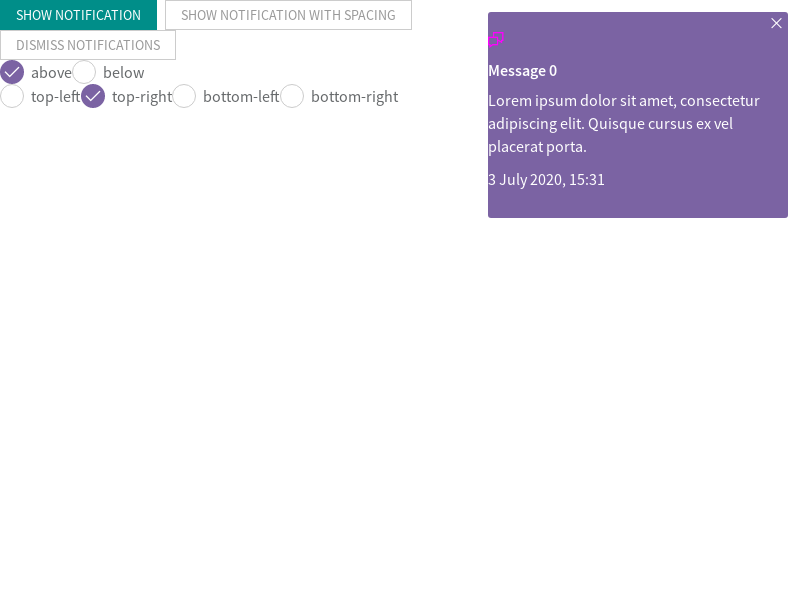 SHOW NOTIFICATION
SHOW NOTIFICATION WITH SPACING
DISMISS NOTIFICATIONS
above
below
top-left
top-right
bottom-left
bottom-right
Message 0
Lorem ipsum dolor sit amet, consectetur
adipiscing elit. Quisque cursus ex vel
placerat porta.
3 July 2020, 15:31